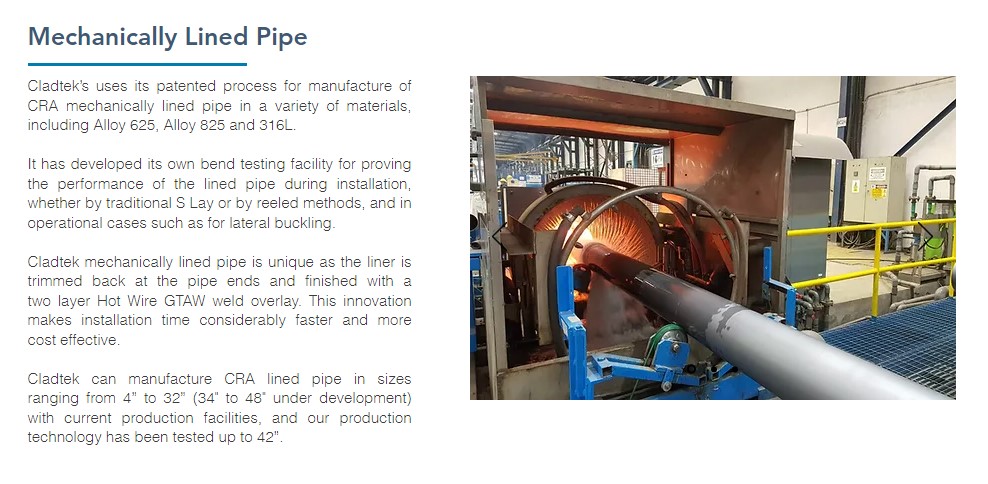 Mechanically Lined Pipe
Cladtek's uses its patented process for manufacture of
CRA mechanically lined pipe in a variety of materials,
including Alloy 625, Alloy 825 and 316L.
It has developed its own bend testing facility for proving
the performance of the lined pipe during installation,
whether by traditional S Lay or by reeled methods, and in
operational cases such as for lateral buckling.
Cladtek mechanically lined pipe is unique as the liner is
trimmed back at the pipe ends and finished with a
two layer Hot Wire GTAW weld overlay. This innovation
makes installation time considerably faster and more
cost effective.
Cladtek can manufacture CRA lined pipe in sizes
ranging from 4" to 32" (34" to 48" under development)
with current production facilities, and our production
technology has been tested up to 42".